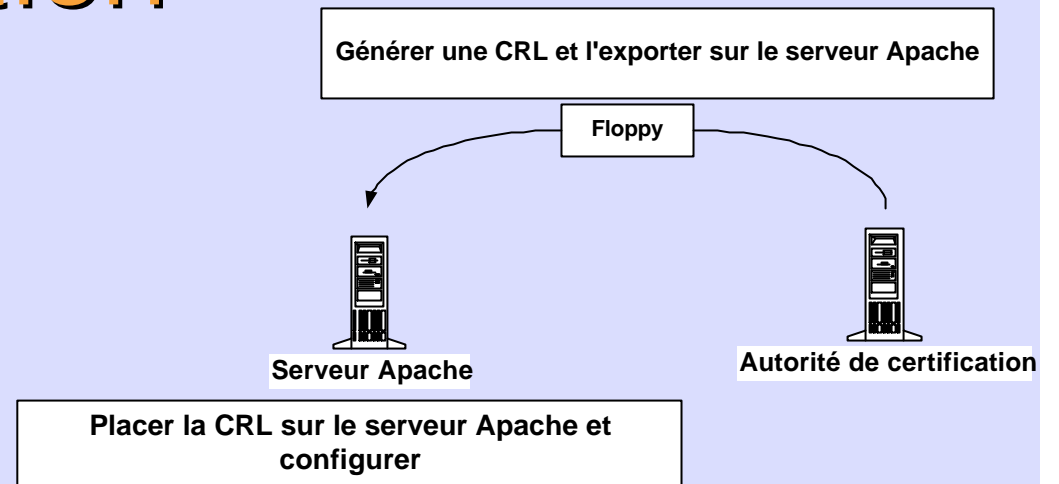 Générer une CRL et l'exporter sur le serveur Apache
Floppy
Serveur Apache
Autorité de certification
Placer la CRL sur le serveur Apache et
configurer